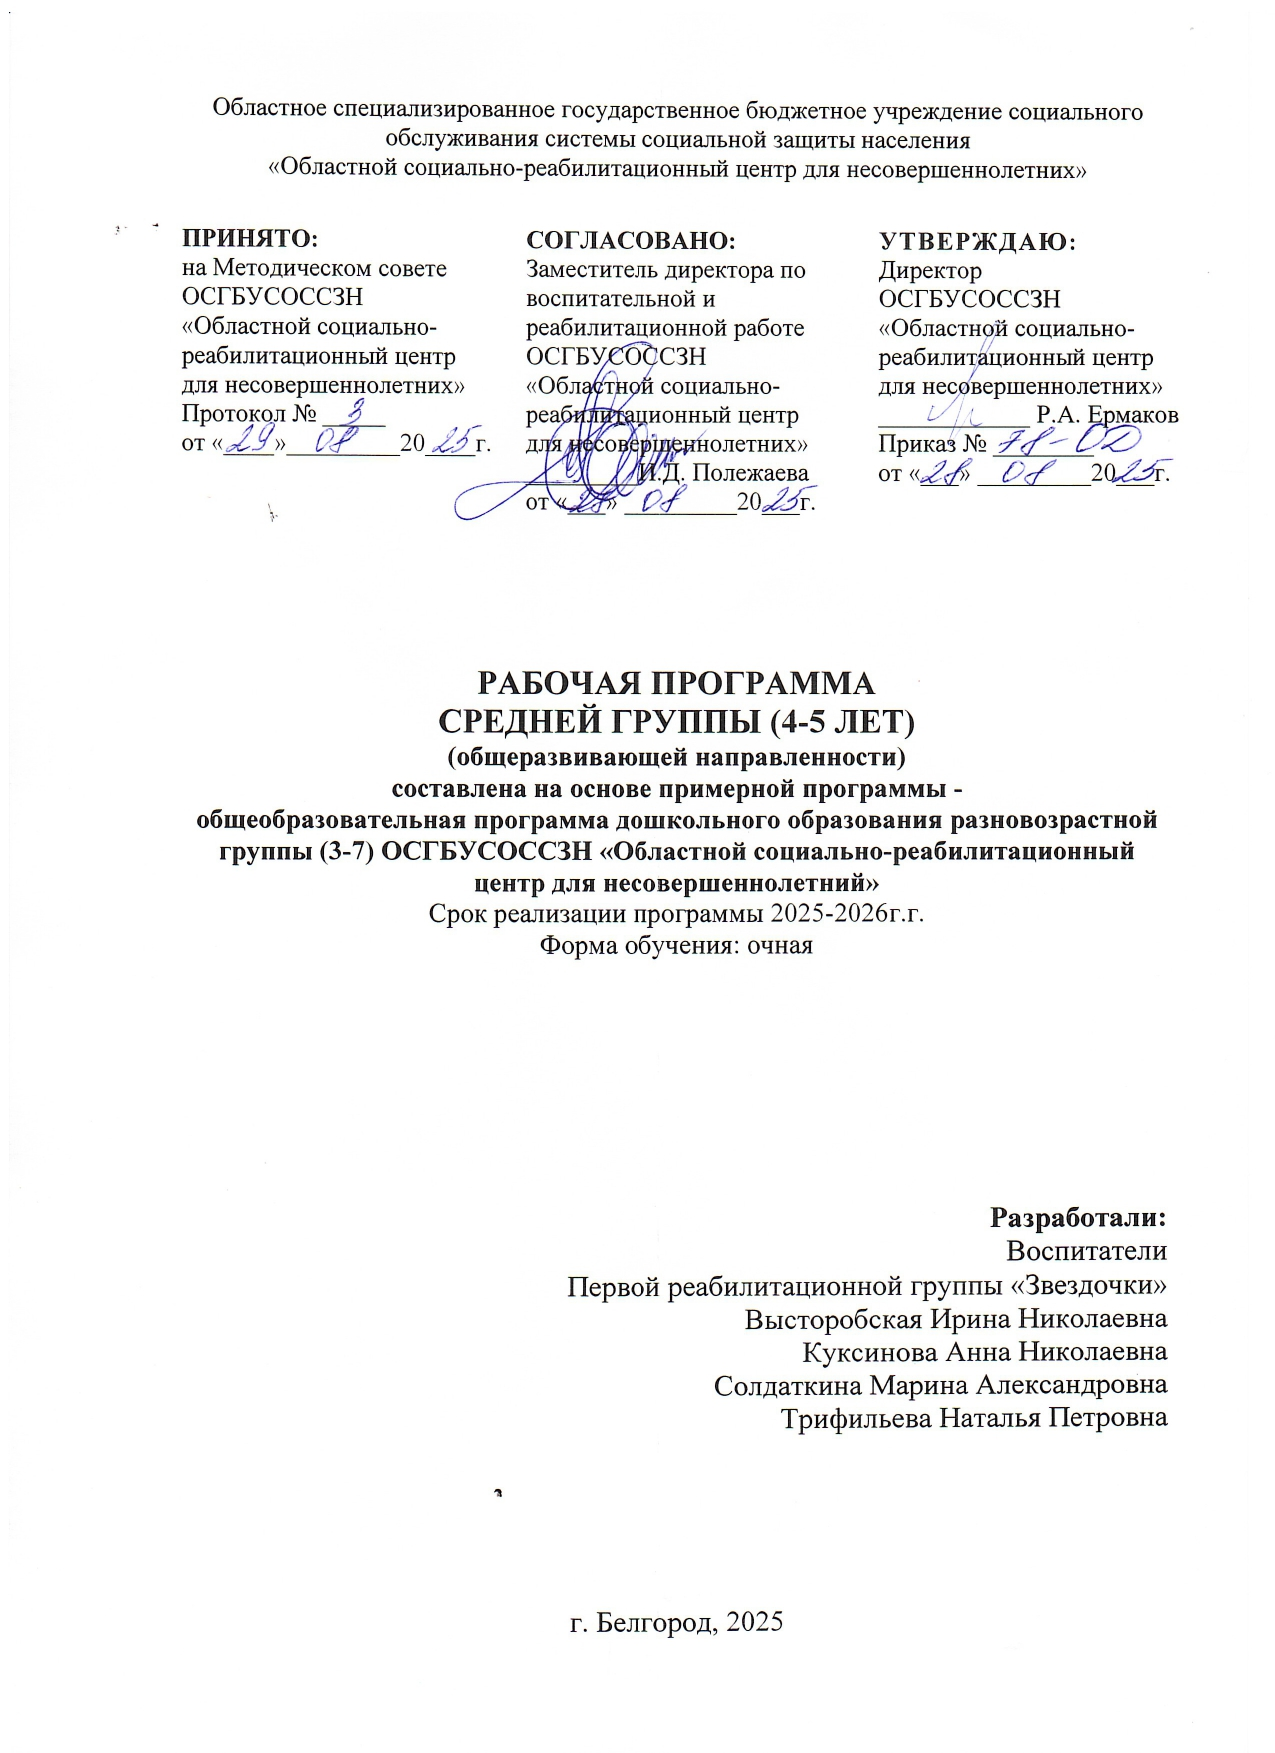 Областное специализированное государственное бюджетное учреждение социального
обслуживания системы социальной защиты населения
«Областной социально-реабилитационный центр для несовершеннолетних»
ПРИНЯТО:
на Методическом совете
ОСГБУСОССЗН
«Областной социально-
реабилитационный центр
для несовершеннолетних»
Протокол № 3
от «29» 08 2025г.
СОГЛАСОВАНО:
Заместитель директора по
воспитательной и
реабилитационной работе
ОСГБУСОССЗН
«Областной социально-
реабилитационный центр
для несовершеннолетних»
И.Д. Полежаева
от «28» 08 2025г.
УТВЕРЖДАЮ:
Директор
ОСГБУСОССЗН
«Областной социально-
реабилитационный центр
для несовершеннолетних»
Р.А. Ермаков
Приказ № 78-ОД
от «28» 08 2025г.
РАБОЧАЯ ПРОГРАММА
СРЕДНЕЙ ГРУППЫ (4-5 ЛЕТ)
(общеразвивающей направленности)
составлена на основе примерной программы -
общеобразовательная программа дошкольного образования разновозрастной
группы (3-7) ОСГБУСОССЗН «Областной социально-реабилитационный
центр для несовершеннолетний»
Срок реализации программы 2025-2026г.г.
Форма обучения: очная
Разработали:
Воспитатели
Первой реабилитационной группы «Звездочки»
Высторобская Ирина Николаевна
Куксинова Анна Николаевна
Солдаткина Марина Александровна
Трифильева Наталья Петровна
г. Белгород, 2025